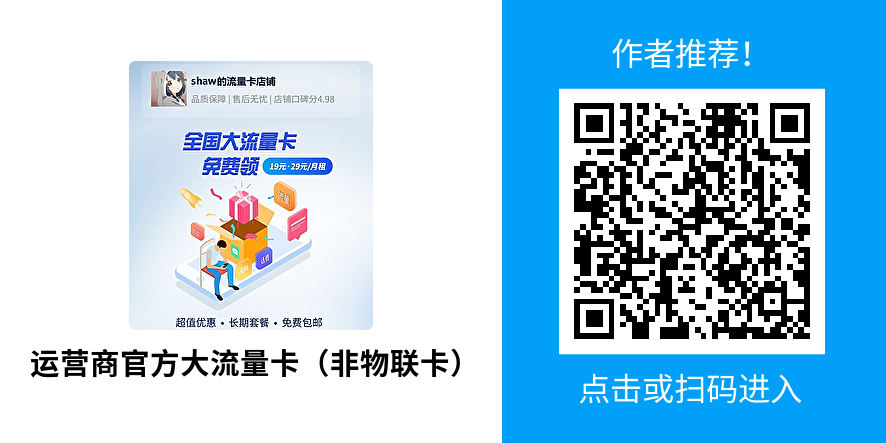 shaw的流量卡店铺
品质保障 | 售后无忧 | 店铺口碑分4.98
全国大流量卡
免费领 19元·29元/月租
超值优惠 • 长期套餐 • 免费包邮
运营商官方大流量卡（非物联卡）
作者推荐！
点击或扫码进入